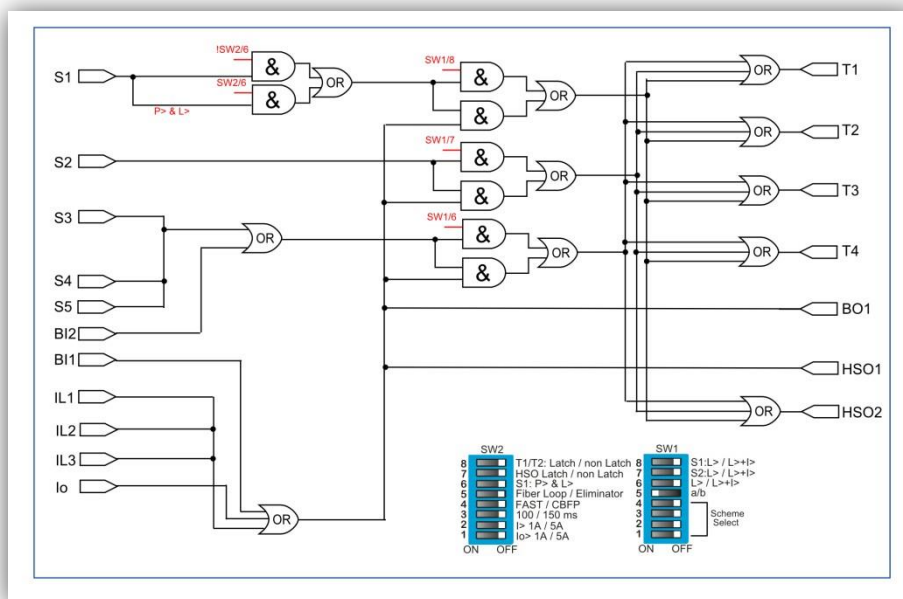 !SW2/6
S1
&
OR
SW2/6
&
P> & L>
SW1/8
&
OR
&
OR
T1
S2
SW1/7
&
OR
&
OR
T2
S3
OR
SW1/6
&
OR
&
OR
T3
OR
T4
S4
S5
BI2
BO1
BI1
HSO1
IL1
IL2
IL3
Io
OR
OR
HSO2
SW2
8 T1/T2: Latch / non Latch
7 HSO Latch / non Latch
6 S1: P> & L>
5 Fiber Loop / Eliminator
4 FAST / CBFP
3 100 / 150 ms
2 I> 1A / 5A
1 Io> 1A / 5A
ON OFF
SW1
8 S1:L> / L>+I>
7 S2:L> / L>+I>
6 L> / L>+I>
5 a/b
4
3 Scheme
2 Select
1
ON OFF